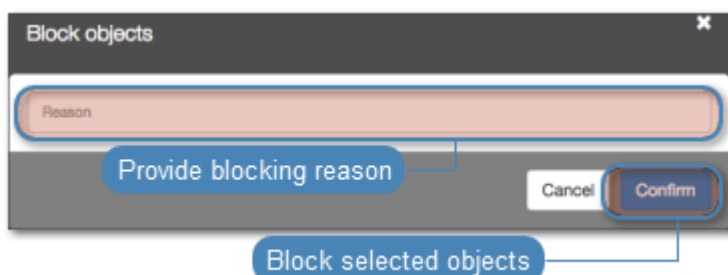 Block objects
Reason
Provide blocking reason
Cancel Confirm
Block selected objects